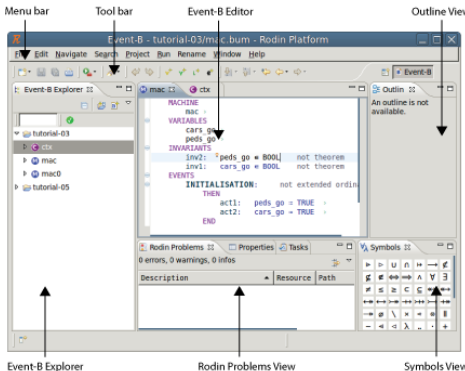 Menu bar
Tool bar
Event-B Editor
Outline View
Event-B - tutorial-03/mac.bum - Rodin Platform
File Edit Navigate Search Project Run Rename Window Help
Event-B
Event-B Explorer
tutorial-03
ctx
mac
mac0
tutorial-05
mac
ctx
MACHINE
mac
VARIABLES
cars_go
peds_go
INVARIANTS
inv2: peds_go ∈ BOOL not theorem
inv1: cars_go ∈ BOOL not theorem
EVENTS
INITIALISATION: not extended ordina
THEN
act1: peds_go = TRUE
act2: cars_go = TRUE
END
Outlin
An outline is not
available.
Rodin Problems
Properties
Tasks
0 errors, 0 warnings, 0 infos
Description Resource Path
Symbols
Event-B Explorer
Rodin Problems View
Symbols View